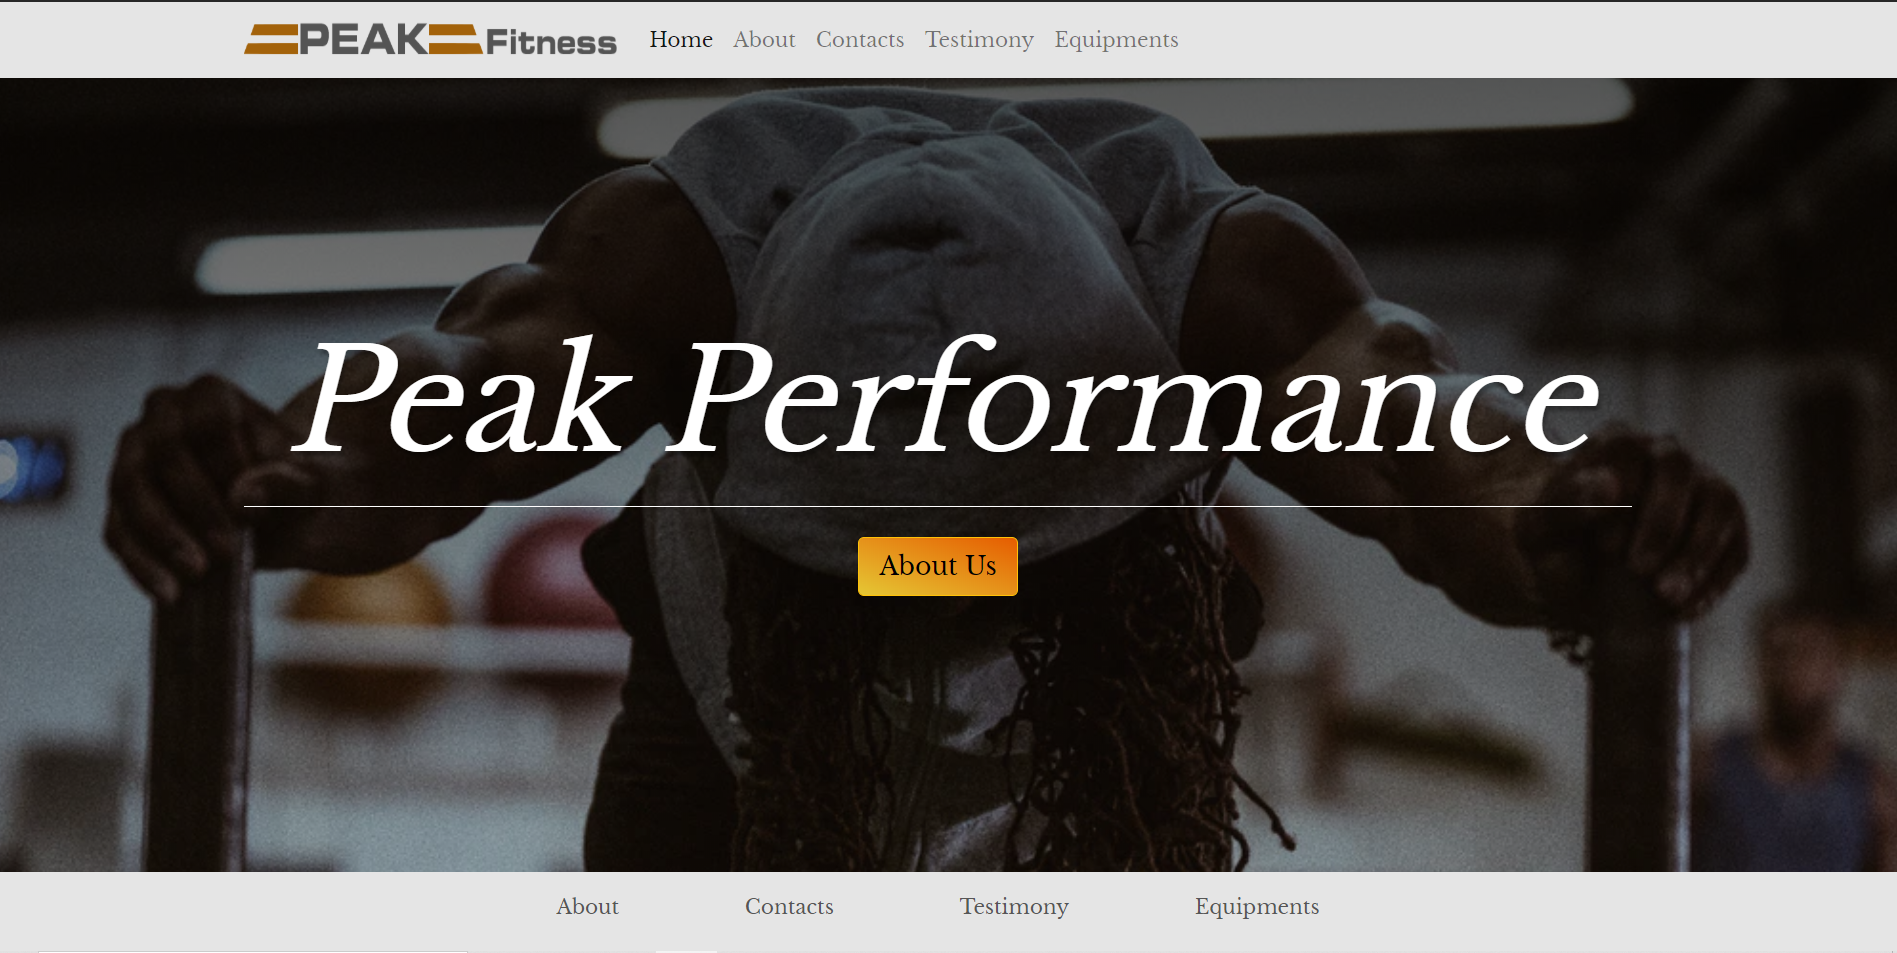 PEAK Fitness Home About Contacts Testimony Equipments
Peak Performance
About Us
About Contacts Testimony Equipments